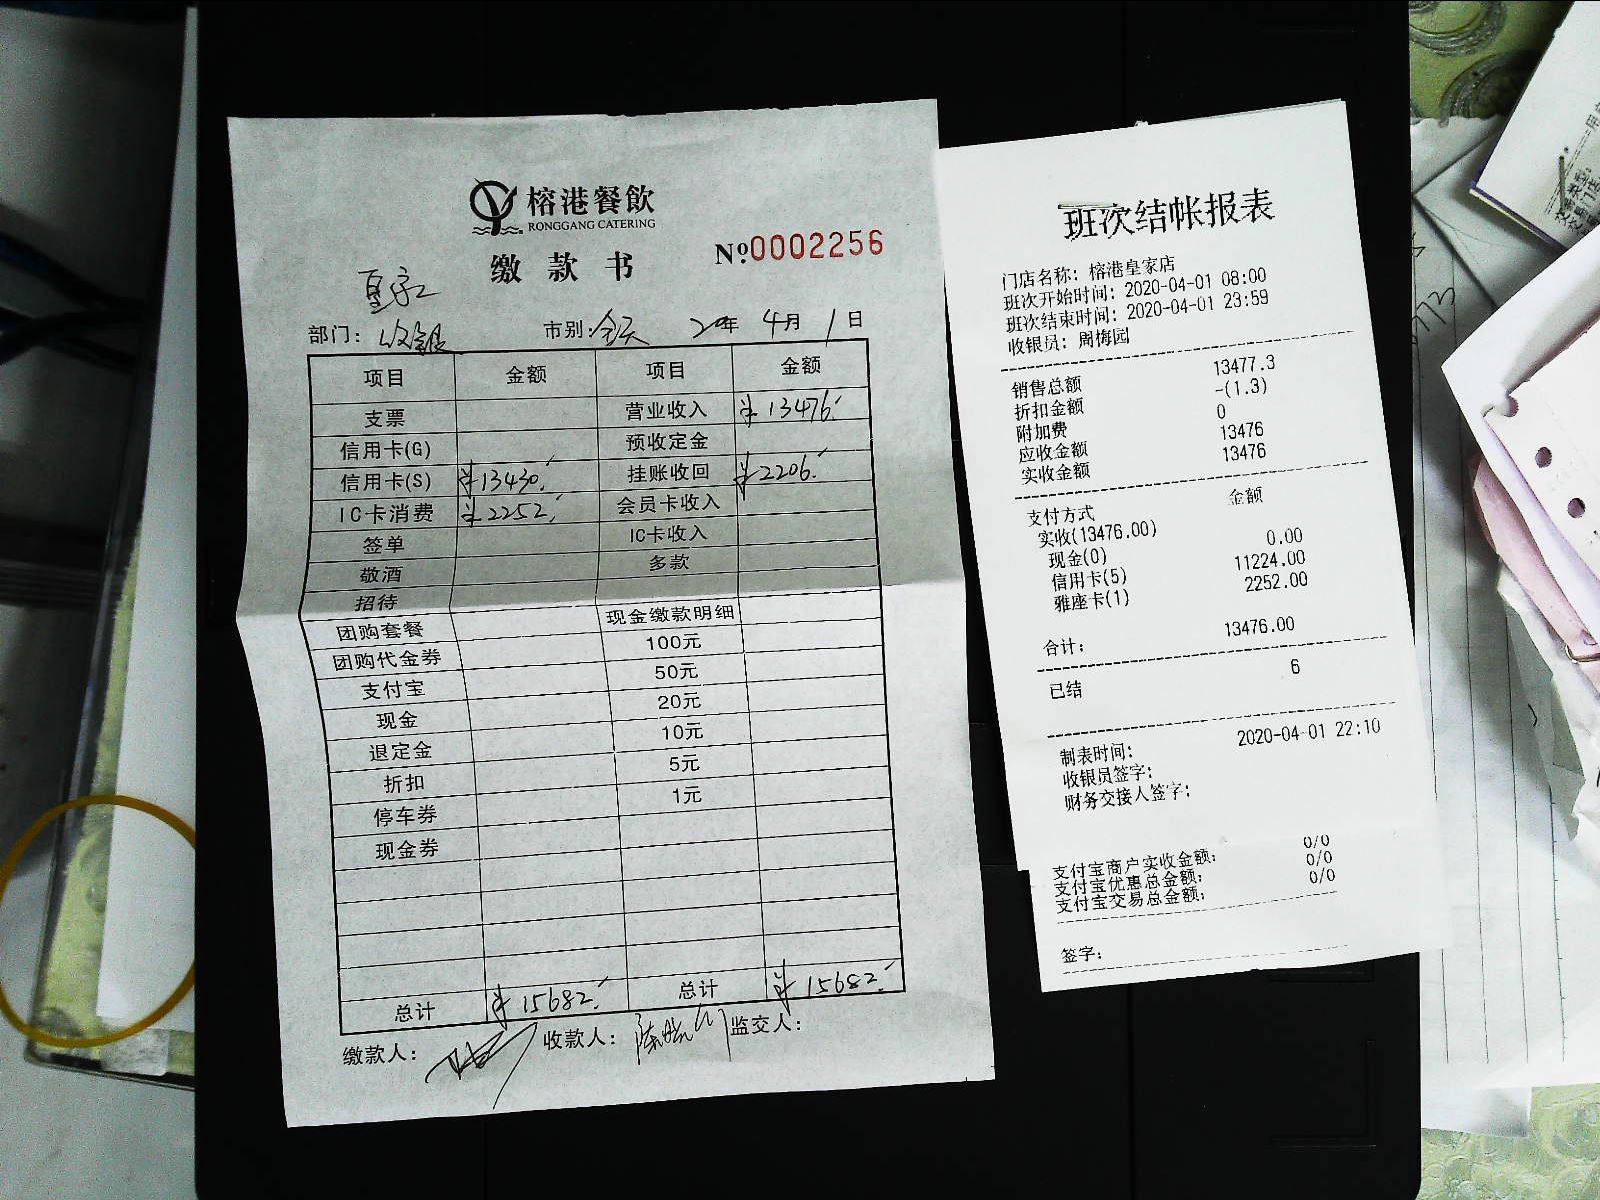 榕港餐飲
RONGGANG CATERING
缴款书
№:0002256
皇家
部门: 收银 市别: 全天 20年 4月 1日
项目 金额 项目 金额
支票 营业收入 ¥13476.
信用卡(G) 预收定金
信用卡(S) ¥13430. 挂账收回 ¥2206.
IC卡消费 ¥2252. 会员卡收入
签单 IC卡收入
敬酒 多款
招待
团购套餐 现金缴款明细
团购代金券 100元
支付宝 50元
现金 20元
退定金 10元
折扣 5元
停车券 1元
现金券
总计 ¥15682. 总计 ¥15682.
缴款人: 收款人: 监交人:
班次结帐报表
门店名称: 榕港皇家店
班次开始时间: 2020-04-01 08:00
班次结束时间: 2020-04-01 23:59
收银员: 周梅园
销售总额 13477.3
折扣金额 -(1.3)
附加费 0
应收金额 13476
实收金额 13476
支付方式 金额
实收(13476.00)
现金(0) 0.00
信用卡(5) 11224.00
雅座卡(1) 2252.00
合计: 13476.00
已结 6
制表时间: 2020-04-01 22:10
收银员签字:
财务交接人签字:
支付宝商户实收金额: 0/0
支付宝优惠总金额: 0/0
支付宝交易总金额: 0/0
签字: